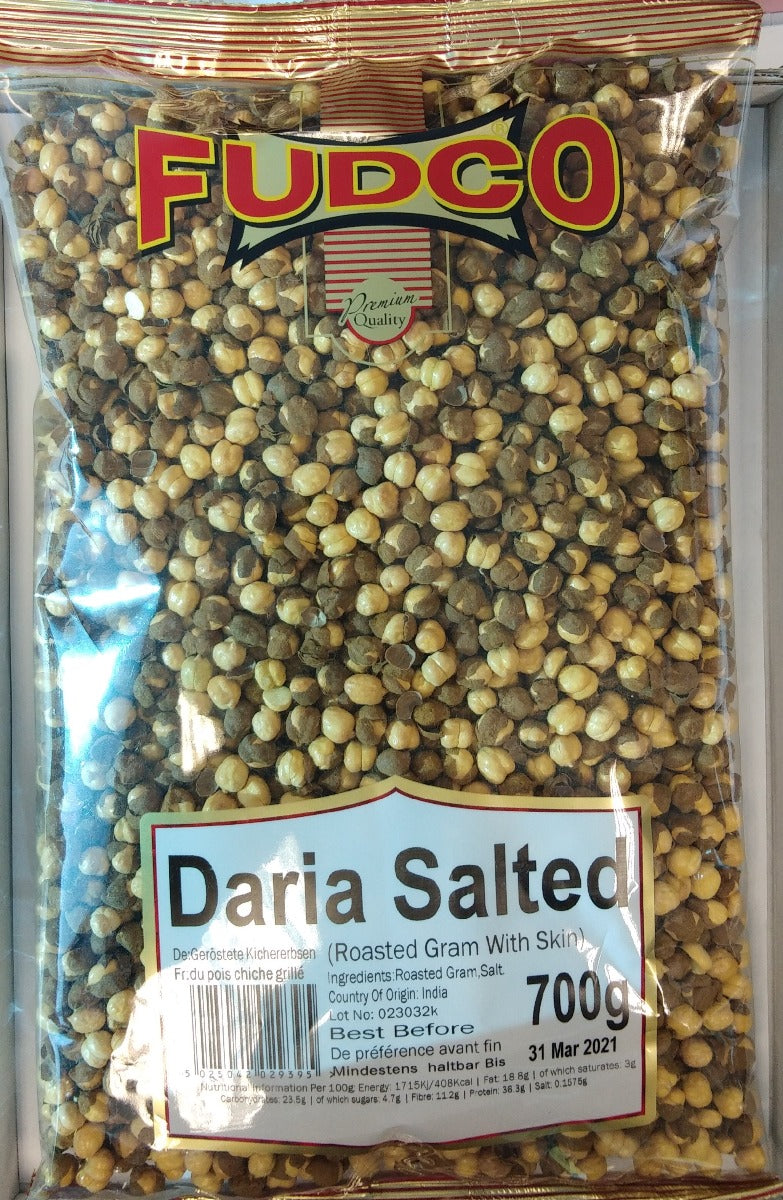 FUDCO
®
Premium
Quality
Daria Salted
De:Geröstete Kichererbsen
(Roasted Gram With Skin)
Fr:du pois chiche grillé
Ingredients:Roasted Gram,Salt
Country Of Origin: India
700g
Lot No: 023032k
Best Before
De préférence avant fin
31 Mar 2021
Mindestens haltbar Bis
5 025042 029395
Nutritional Information Per 100g: Energy: 1715Kj/408Kcal | Fat: 18.8g | of which saturates: 3g
Carbohydrates: 23.5g | of which sugars: 4.7g | Fibre: 11.2g | Protein: 36.3g | Salt: 0.1575g